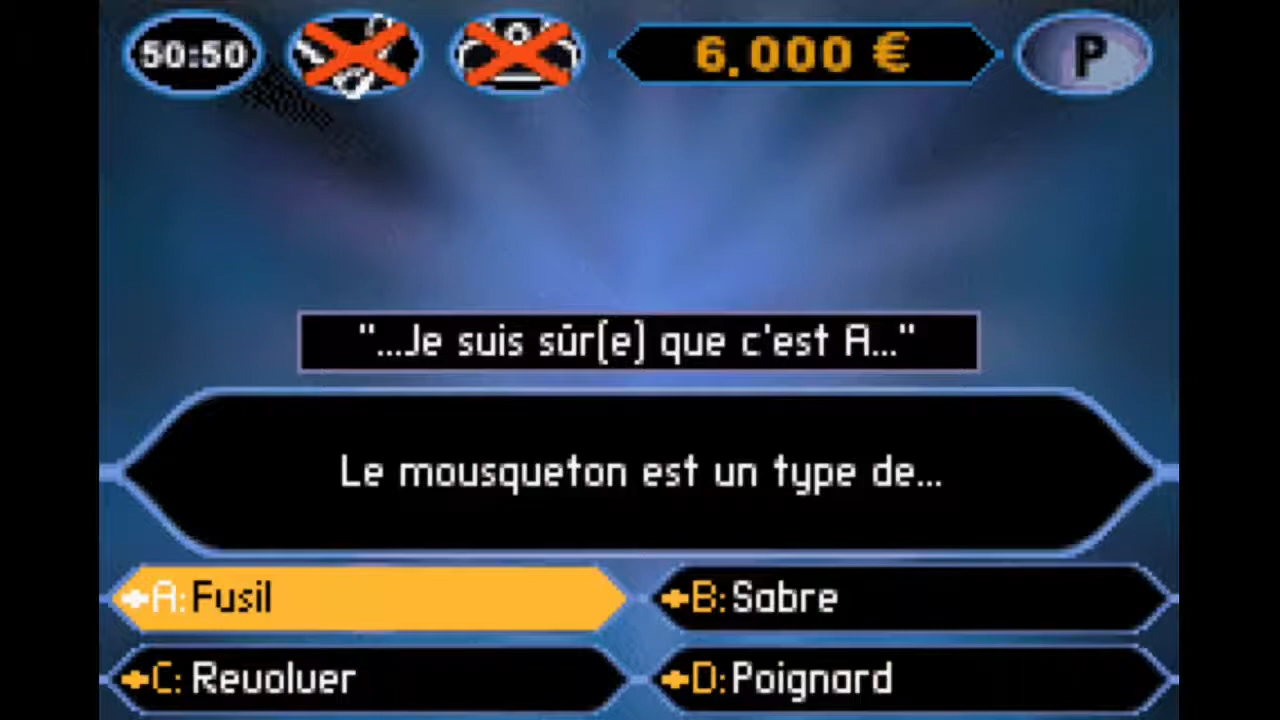 50:50
6,000 €
P
"...Je suis sûr(e) que c'est A..."
Le mousqueton est un type de...
A: Fusil
B: Sabre
C: Revolver
D: Poignard